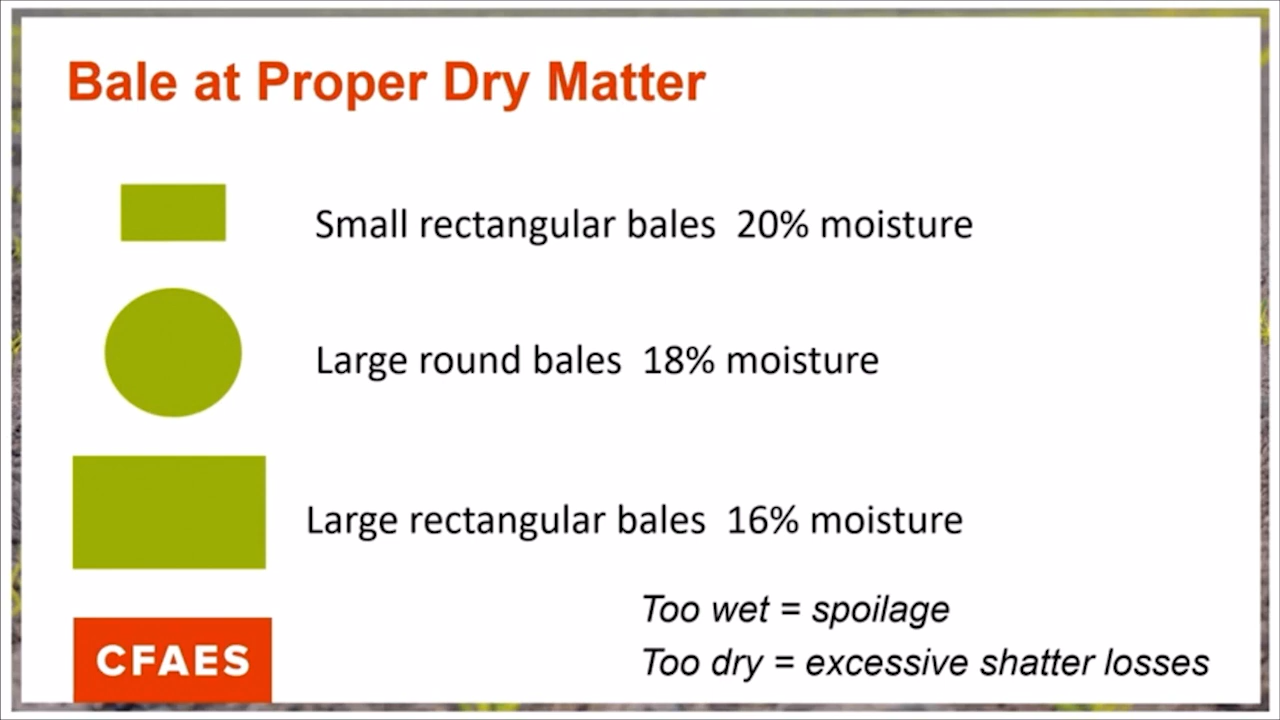 Bale at Proper Dry Matter
Small rectangular bales 20% moisture
Large round bales 18% moisture
Large rectangular bales 16% moisture
Too wet = spoilage
Too dry = excessive shatter losses
CFAES